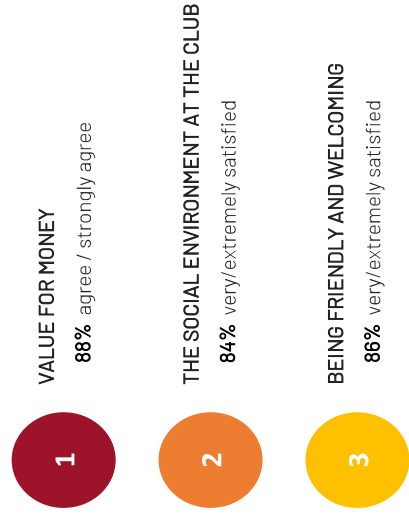 1
VALUE FOR MONEY
88% agree / strongly agree
2
THE SOCIAL ENVIRONMENT AT THE CLUB
84% very/extremely satisfied
3
BEING FRIENDLY AND WELCOMING
86% very/extremely satisfied